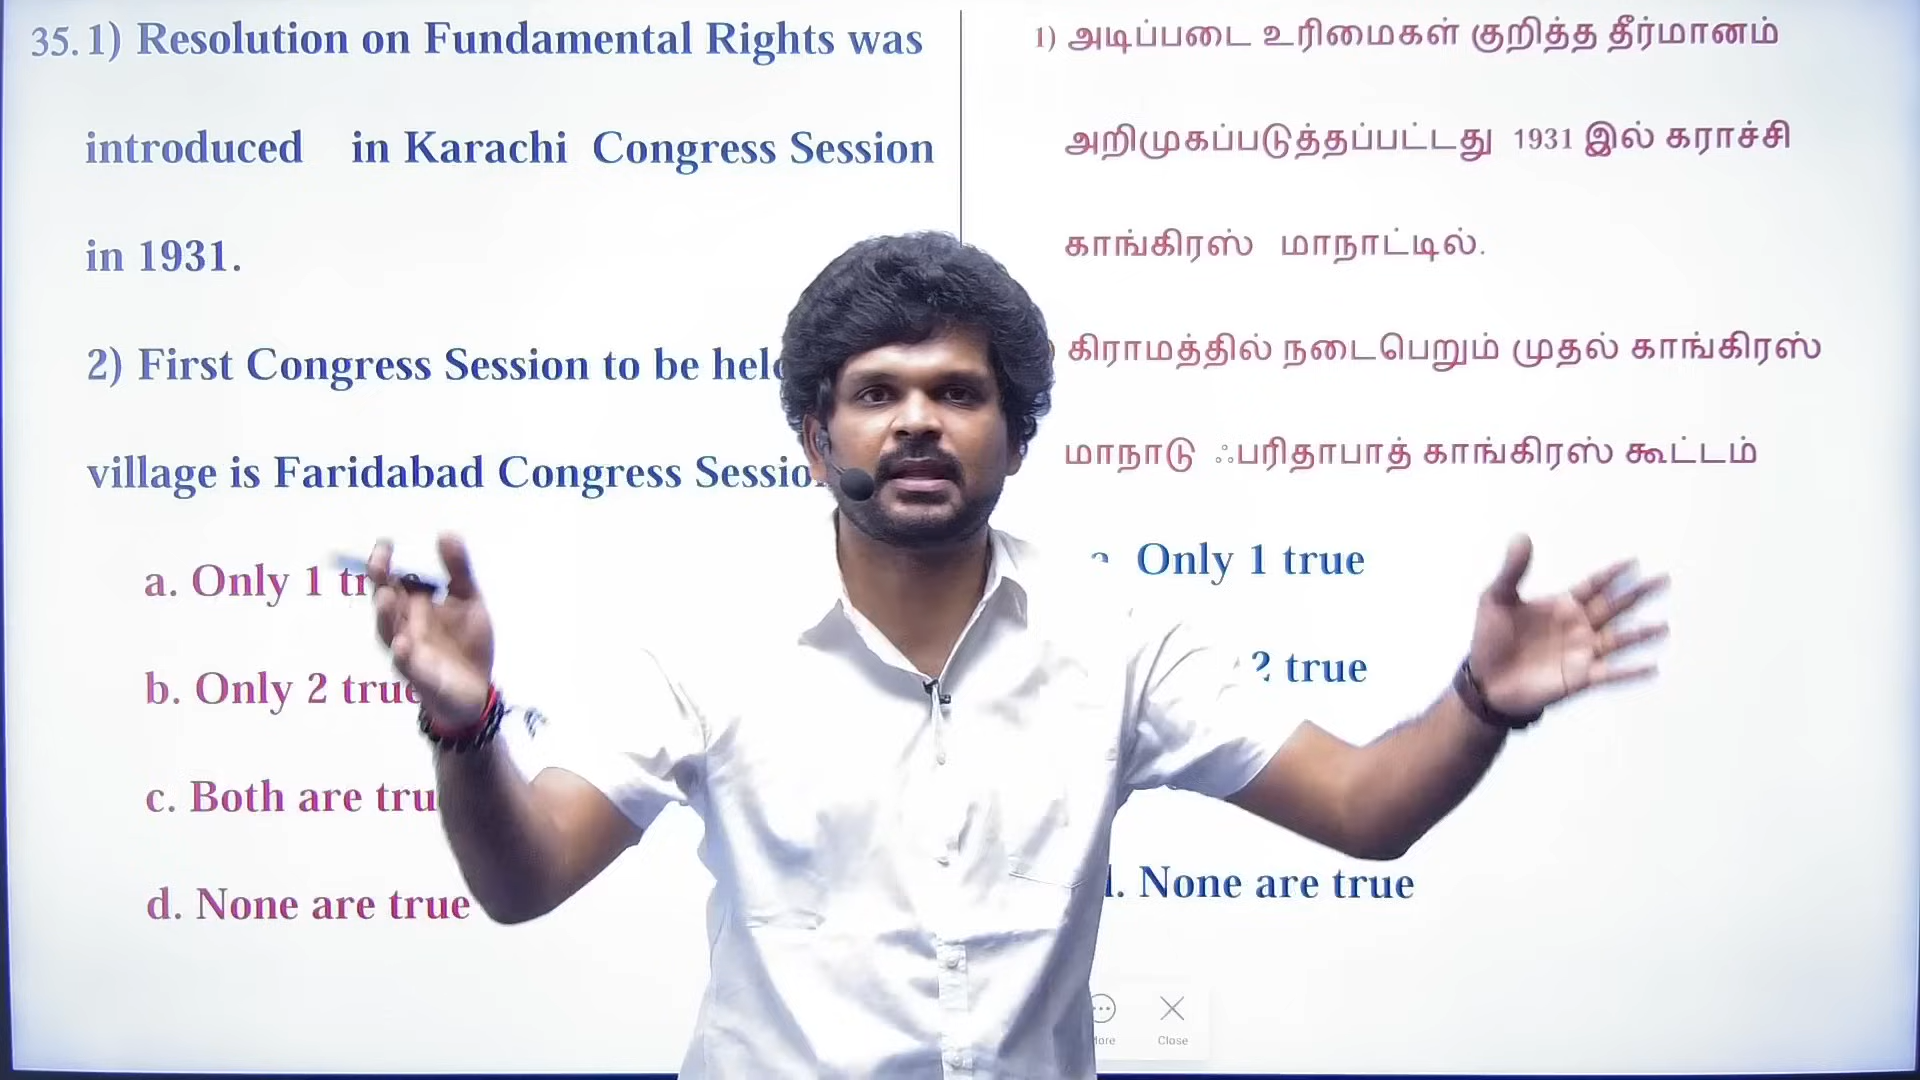 35. 1) Resolution on Fundamental Rights was
introduced in Karachi Congress Session
in 1931.
2) First Congress Session to be held
village is Faridabad Congress
a. Only 1
b. Only 2 true
c. Both are
d. None are true
1) அடிப்படை உரிமைகள் குறித்த தீர்மானம்
அறிமுகப்படுத்தப்பட்டது 1931 இல் கராச்சி
காங்கிரஸ் மாநாட்டில்.
கிராமத்தில் நடைபெறும் முதல் காங்கிரஸ்
மாநாடு ஃபரிதாபாத் காங்கிரஸ் கூட்டம்
Only 1 true
2 true
d. None are true
Close